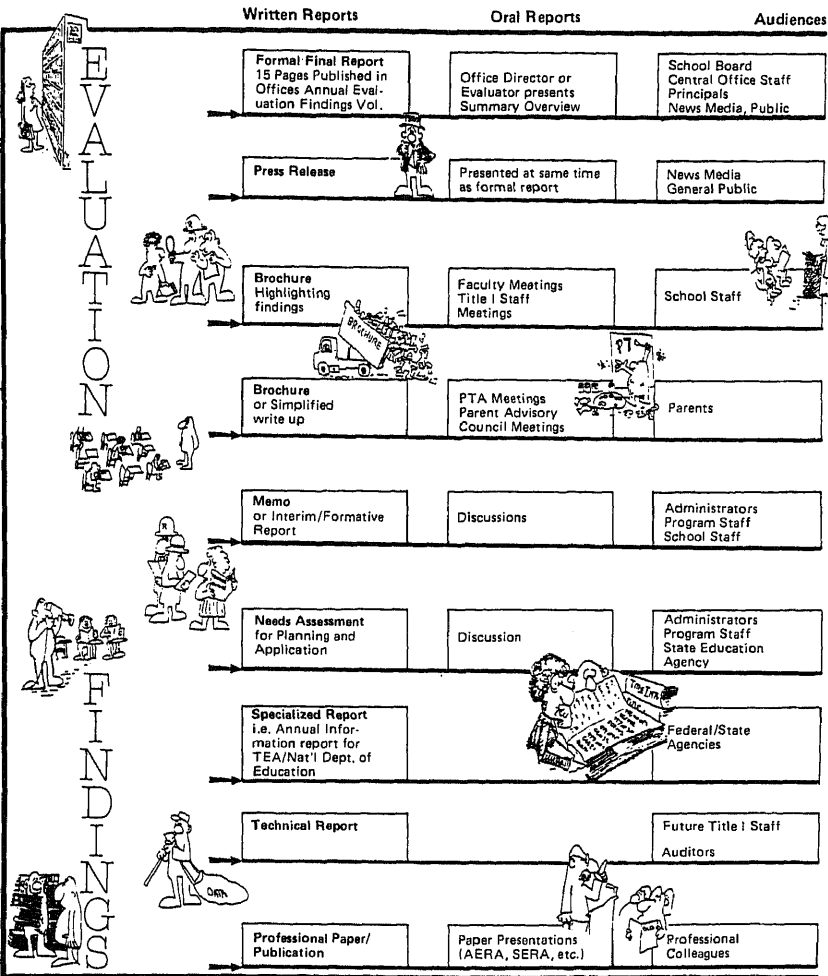 Written Reports
Oral Reports
Audiences
EVALUATION
FINDINGS
Formal Final Report
15 Pages Published in
Offices Annual Eval-
uation Findings Vol.
Office Director or
Evaluator presents
Summary Overview
School Board
Central Office Staff
Principals
News Media, Public
Press Release
Presented at same time
as formal report
News Media
General Public
Brochure
Highlighting
findings
Faculty Meetings
Title I Staff
Meetings
School Staff
BROCHURE
PTA
Brochure
or Simplified
write up
PTA Meetings
Parent Advisory
Council Meetings
Parents
Memo
or Interim/Formative
Report
Discussions
Administrators
Program Staff
School Staff
Needs Assessment
for Planning and
Application
Discussion
Administrators
Program Staff
State Education
Agency
Specialized Report
i.e. Annual Infor-
mation report for
TEA/Nat'l Dept. of
Education
Federal/State
Agencies
Technical Report
Future Title I Staff
Auditors
DATA
Professional Paper/
Publication
Paper Presentations
(AERA, SERA, etc.)
Professional
Colleagues